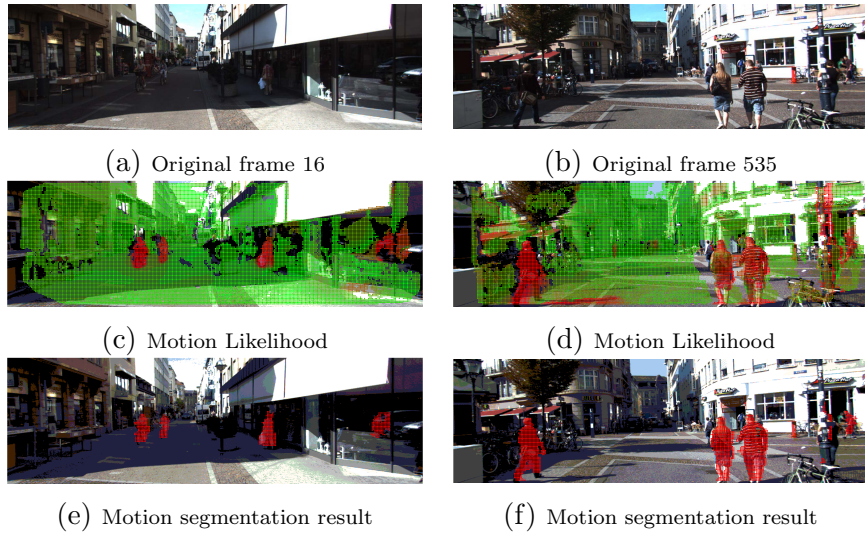 (a) Original frame 16
(b) Original frame 535
(c) Motion Likelihood
(d) Motion Likelihood
(e) Motion segmentation result
(f) Motion segmentation result